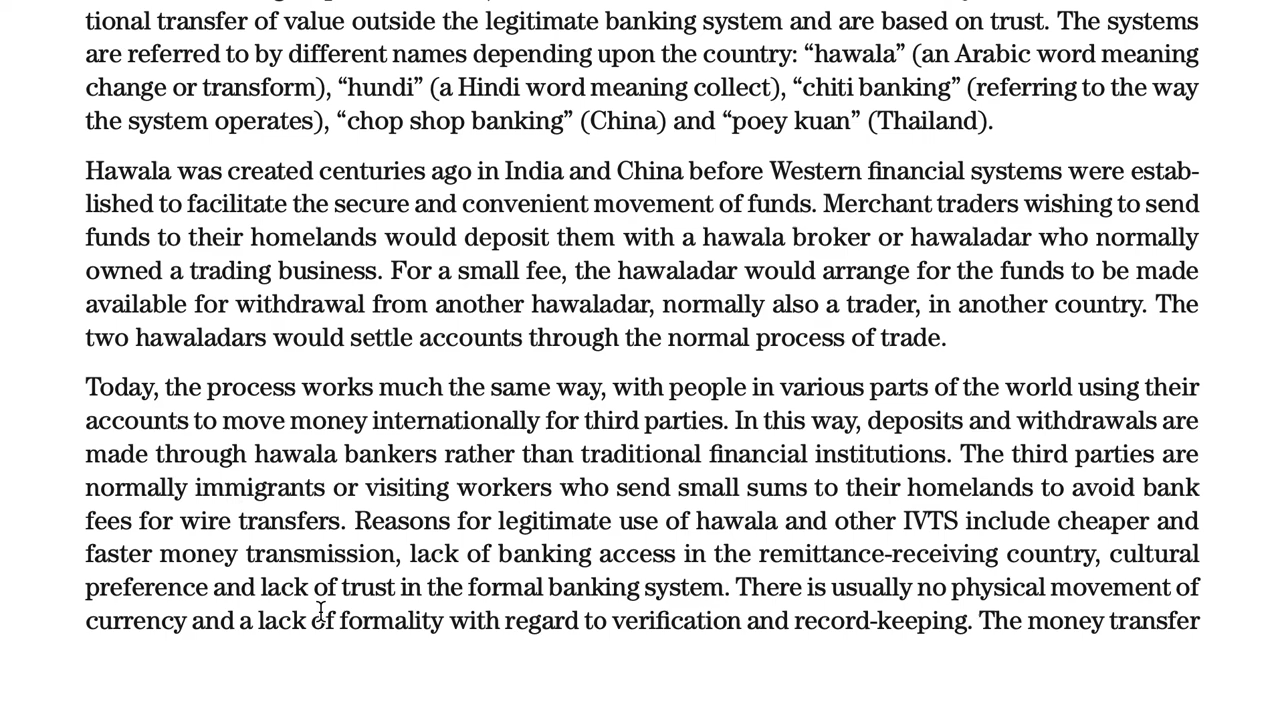 tional transfer of value outside the legitimate banking system and are based on trust. The systems
are referred to by different names depending upon the country: “hawala” (an Arabic word meaning
change or transform), “hundi” (a Hindi word meaning collect), “chiti banking” (referring to the way
the system operates), “chop shop banking” (China) and “poey kuan” (Thailand).
Hawala was created centuries ago in India and China before Western financial systems were estab-
lished to facilitate the secure and convenient movement of funds. Merchant traders wishing to send
funds to their homelands would deposit them with a hawala broker or hawaladar who normally
owned a trading business. For a small fee, the hawaladar would arrange for the funds to be made
available for withdrawal from another hawaladar, normally also a trader, in another country. The
two hawaladars would settle accounts through the normal process of trade.
Today, the process works much the same way, with people in various parts of the world using their
accounts to move money internationally for third parties. In this way, deposits and withdrawals are
made through hawala bankers rather than traditional financial institutions. The third parties are
normally immigrants or visiting workers who send small sums to their homelands to avoid bank
fees for wire transfers. Reasons for legitimate use of hawala and other IVTS include cheaper and
faster money transmission, lack of banking access in the remittance-receiving country, cultural
preference and lack of trust in the formal banking system. There is usually no physical movement of
currency and a lack of formality with regard to verification and record-keeping. The money transfer